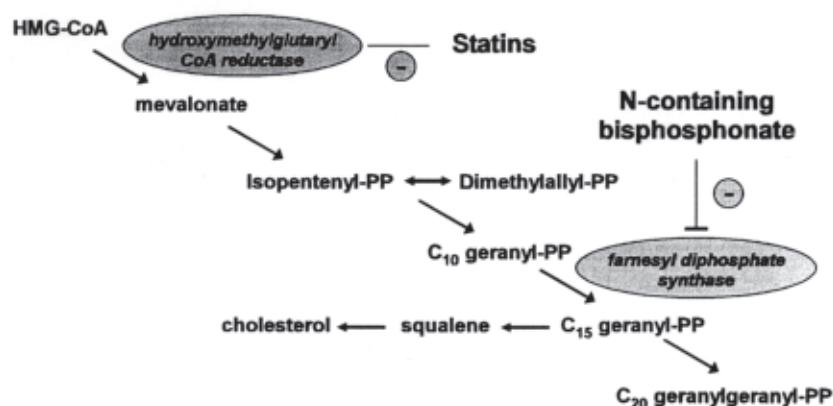 HMG-CoA
hydroxymethylglutaryl
CoA reductase
-
Statins
mevalonate
N-containing
bisphosphonate
-
Isopentenyl-PP
Dimethylallyl-PP
C10 geranyl-PP
farnesyl diphosphate
synthase
cholesterol
squalene
C15 geranyl-PP
C20 geranylgeranyl-PP